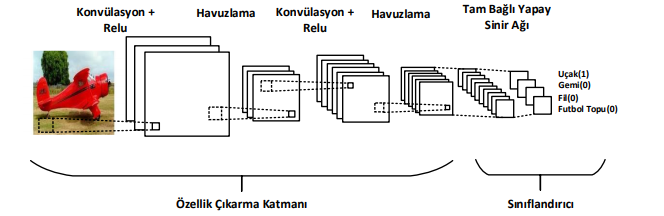 Konvülasyon +
Relu
Havuzlama
Konvülasyon +
Relu
Havuzlama
Tam Bağlı Yapay
Sinir Ağı
Uçak(1)
Gemi(0)
Fil(0)
Futbol Topu(0)
Özellik Çıkarma Katmanı
Sınıflandırıcı